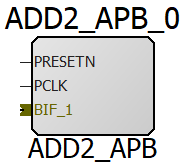 ADD2_APB_0
PRESETN
PCLK
BIF_1
ADD2_APB